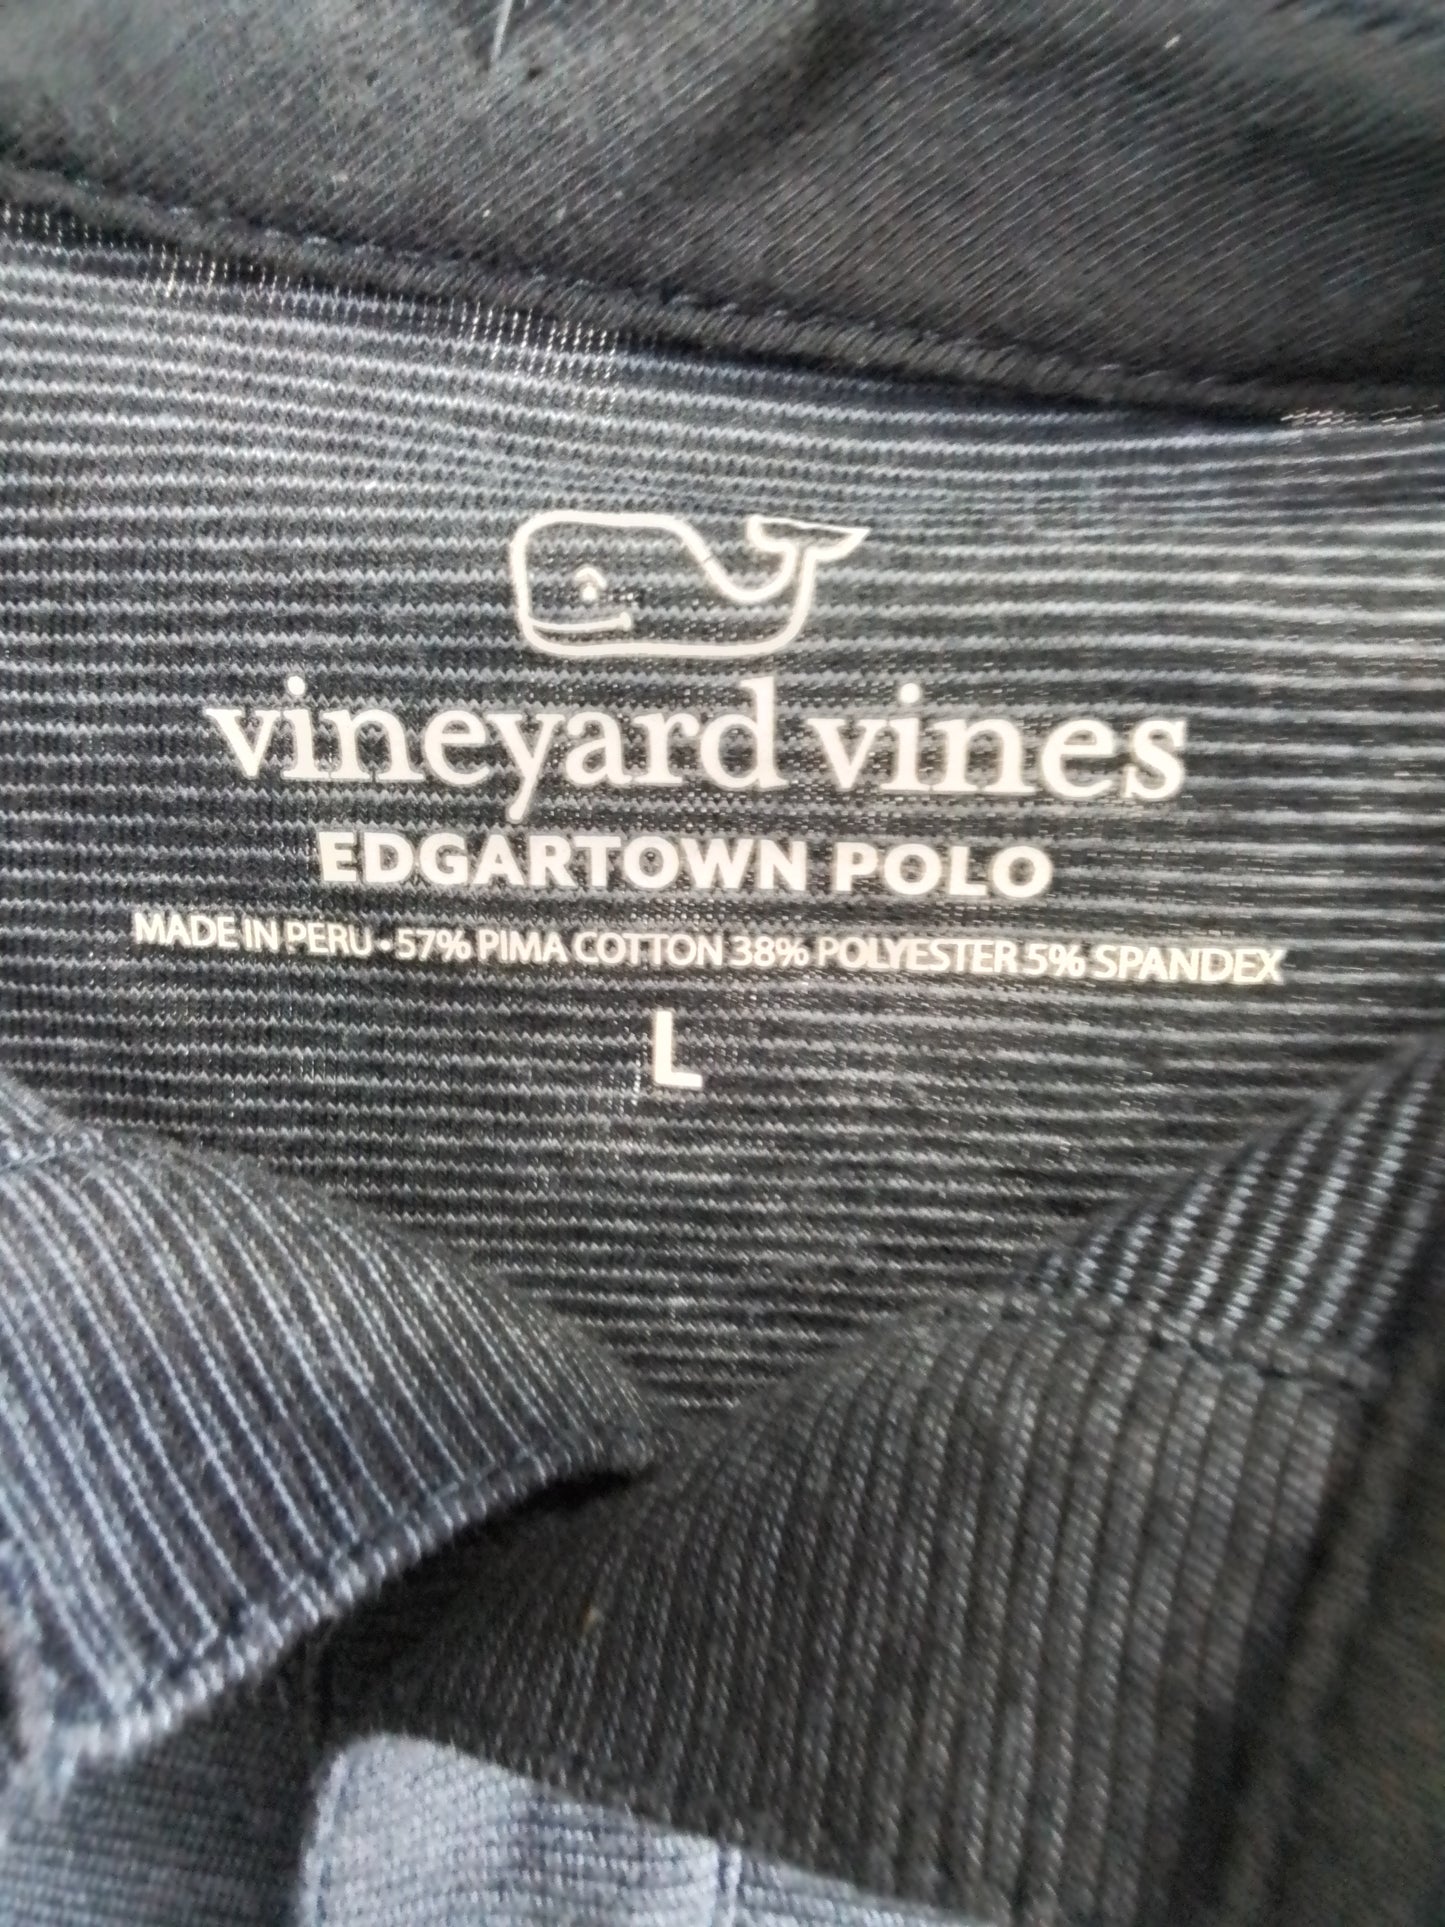 vineyard vines
EDGARTOWN POLO
MADE IN PERU • 57% PIMA COTTON 38% POLYESTER 5% SPANDEX
L